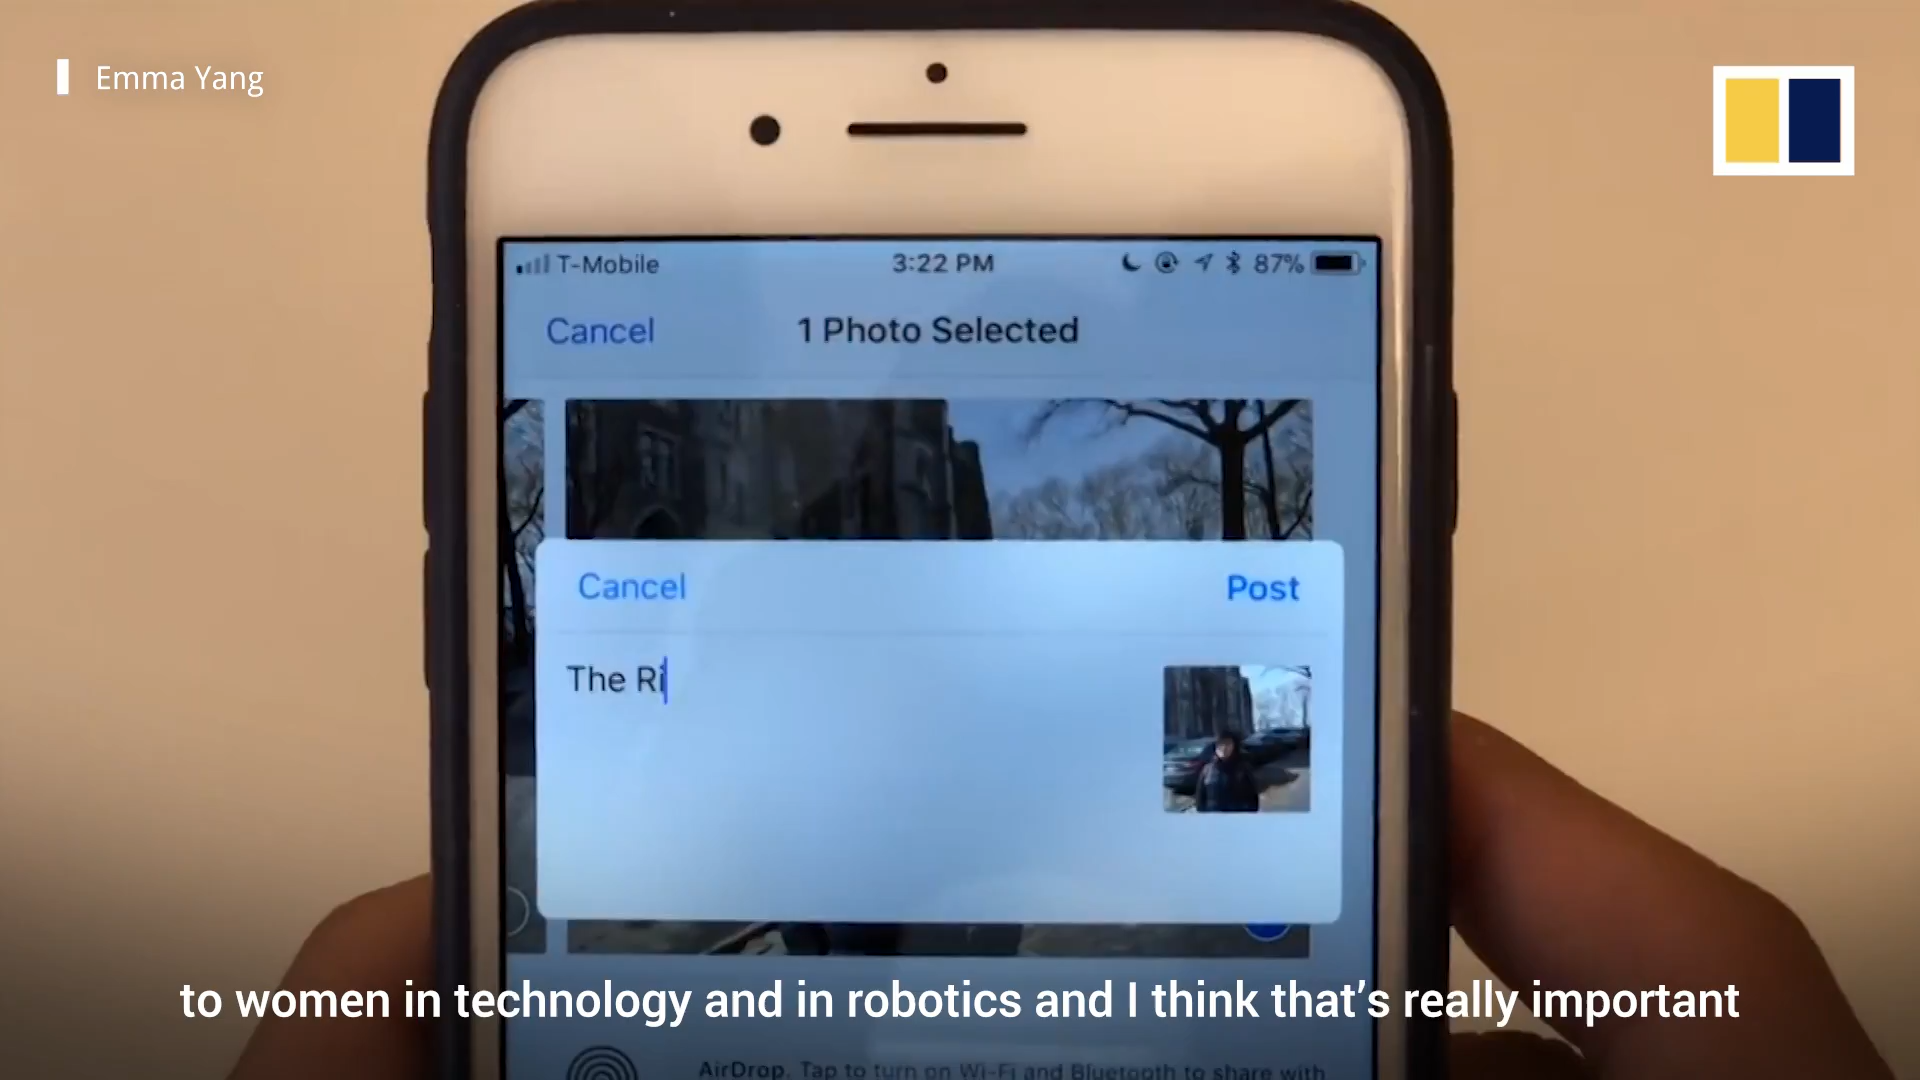 Emma Yang
T-Mobile 3:22 PM 87%
Cancel 1 Photo Selected
Cancel Post
The Ri
to women in technology and in robotics and I think that's really important
AirDrop. Tap to turn on Wi-Fi and Bluetooth to share with